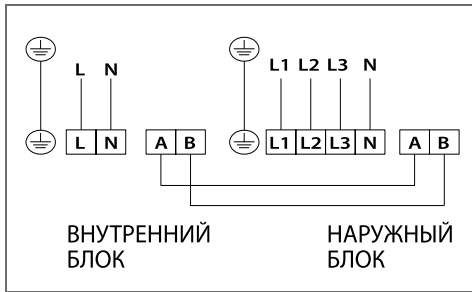 L N L1 L2 L3 N
L N A B L1 L2 L3 N A B
ВНУТРЕННИЙ НАРУЖНЫЙ
БЛОК БЛОК